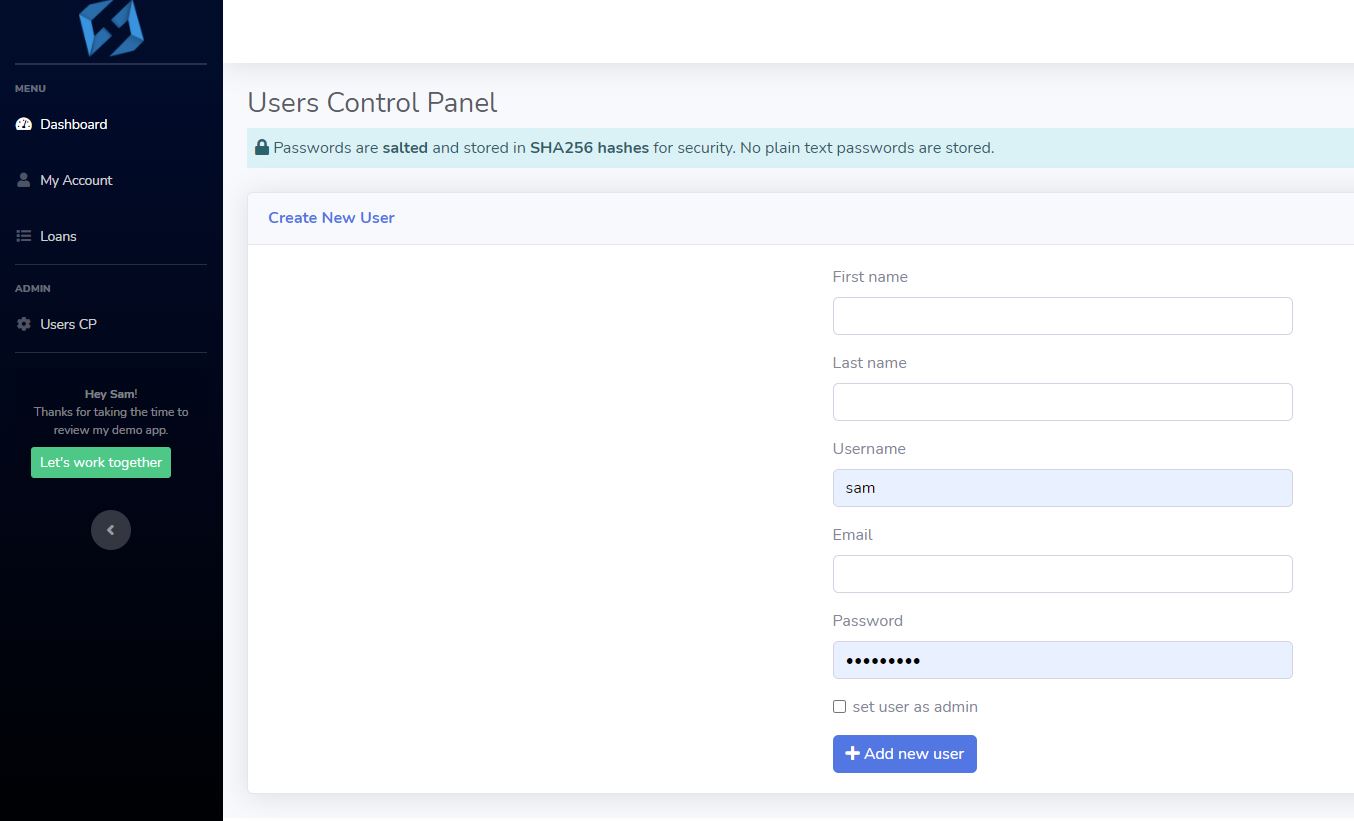 MENU
Dashboard
My Account
Loans
ADMIN
Users CP
Hey Sam!
Thanks for taking the time to
review my demo app.
Let's work together
Users Control Panel
Passwords are salted and stored in SHA256 hashes for security. No plain text passwords are stored.
Create New User
First name
Last name
Username
sam
Email
Password
•••••••••
set user as admin
Add new user